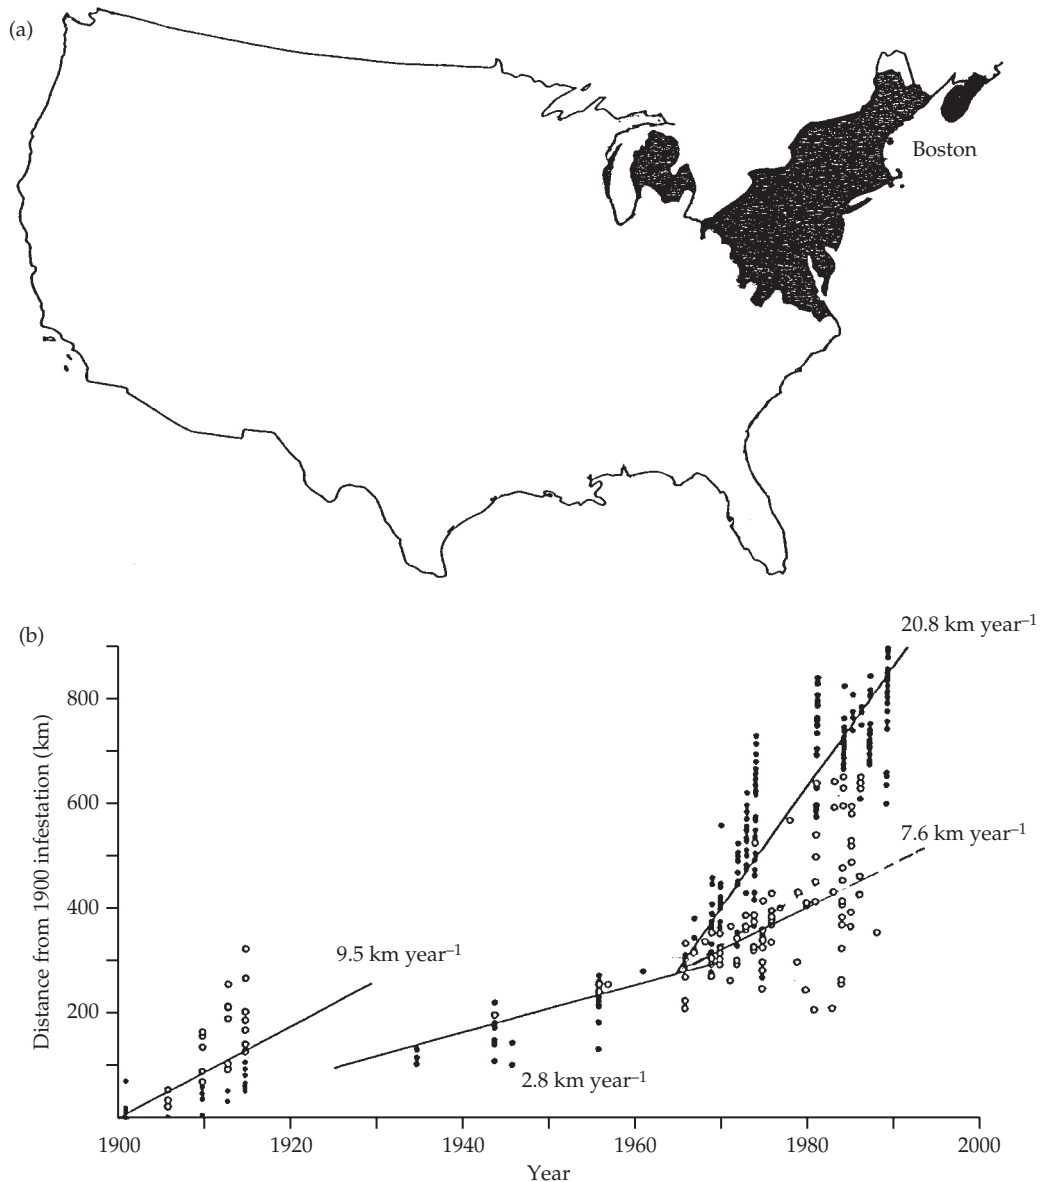 (a)
Boston
(b)
20.8 km year–1
800
600
400
200
Distance from 1900 infestation (km)
9.5 km year–1
7.6 km year–1
2.8 km year–1
1900 1920 1940 1960 1980 2000
Year